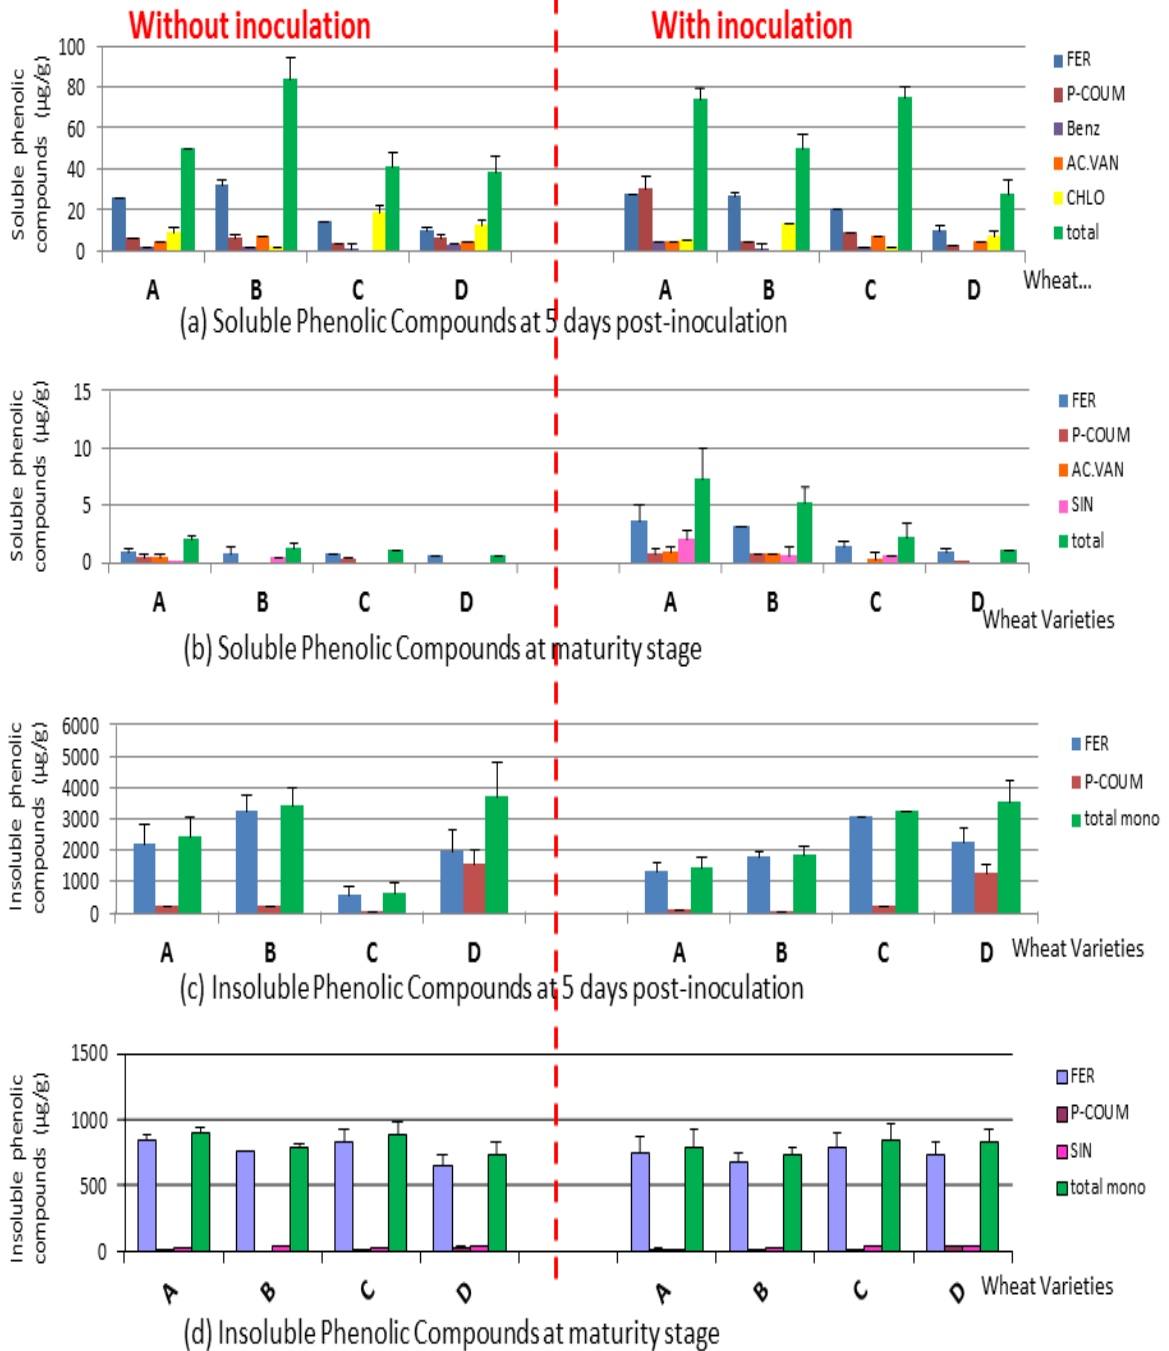 Without inoculation
With inoculation
Soluble phenolic
compounds (µg/g)
100
80
60
40
20
0
A
B
C
D
A
B
C
D
Wheat...
FER
P-COUM
Benz
AC.VAN
CHLO
total
(a) Soluble Phenolic Compounds at 5 days post-inoculation
Soluble phenolic
compounds (µg/g)
15
10
5
0
A
B
C
D
A
B
C
D
Wheat Varieties
FER
P-COUM
AC.VAN
SIN
total
(b) Soluble Phenolic Compounds at maturity stage
Insoluble phenolic
compounds (µg/g)
6000
5000
4000
3000
2000
1000
0
A
B
C
D
A
B
C
D
Wheat Varieties
FER
P-COUM
total mono
(c) Insoluble Phenolic Compounds at 5 days post-inoculation
Insoluble phenolic
compounds (µg/g)
1500
1000
500
0
A
B
C
D
A
B
C
D
Wheat Varieties
FER
P-COUM
SIN
total mono
(d) Insoluble Phenolic Compounds at maturity stage